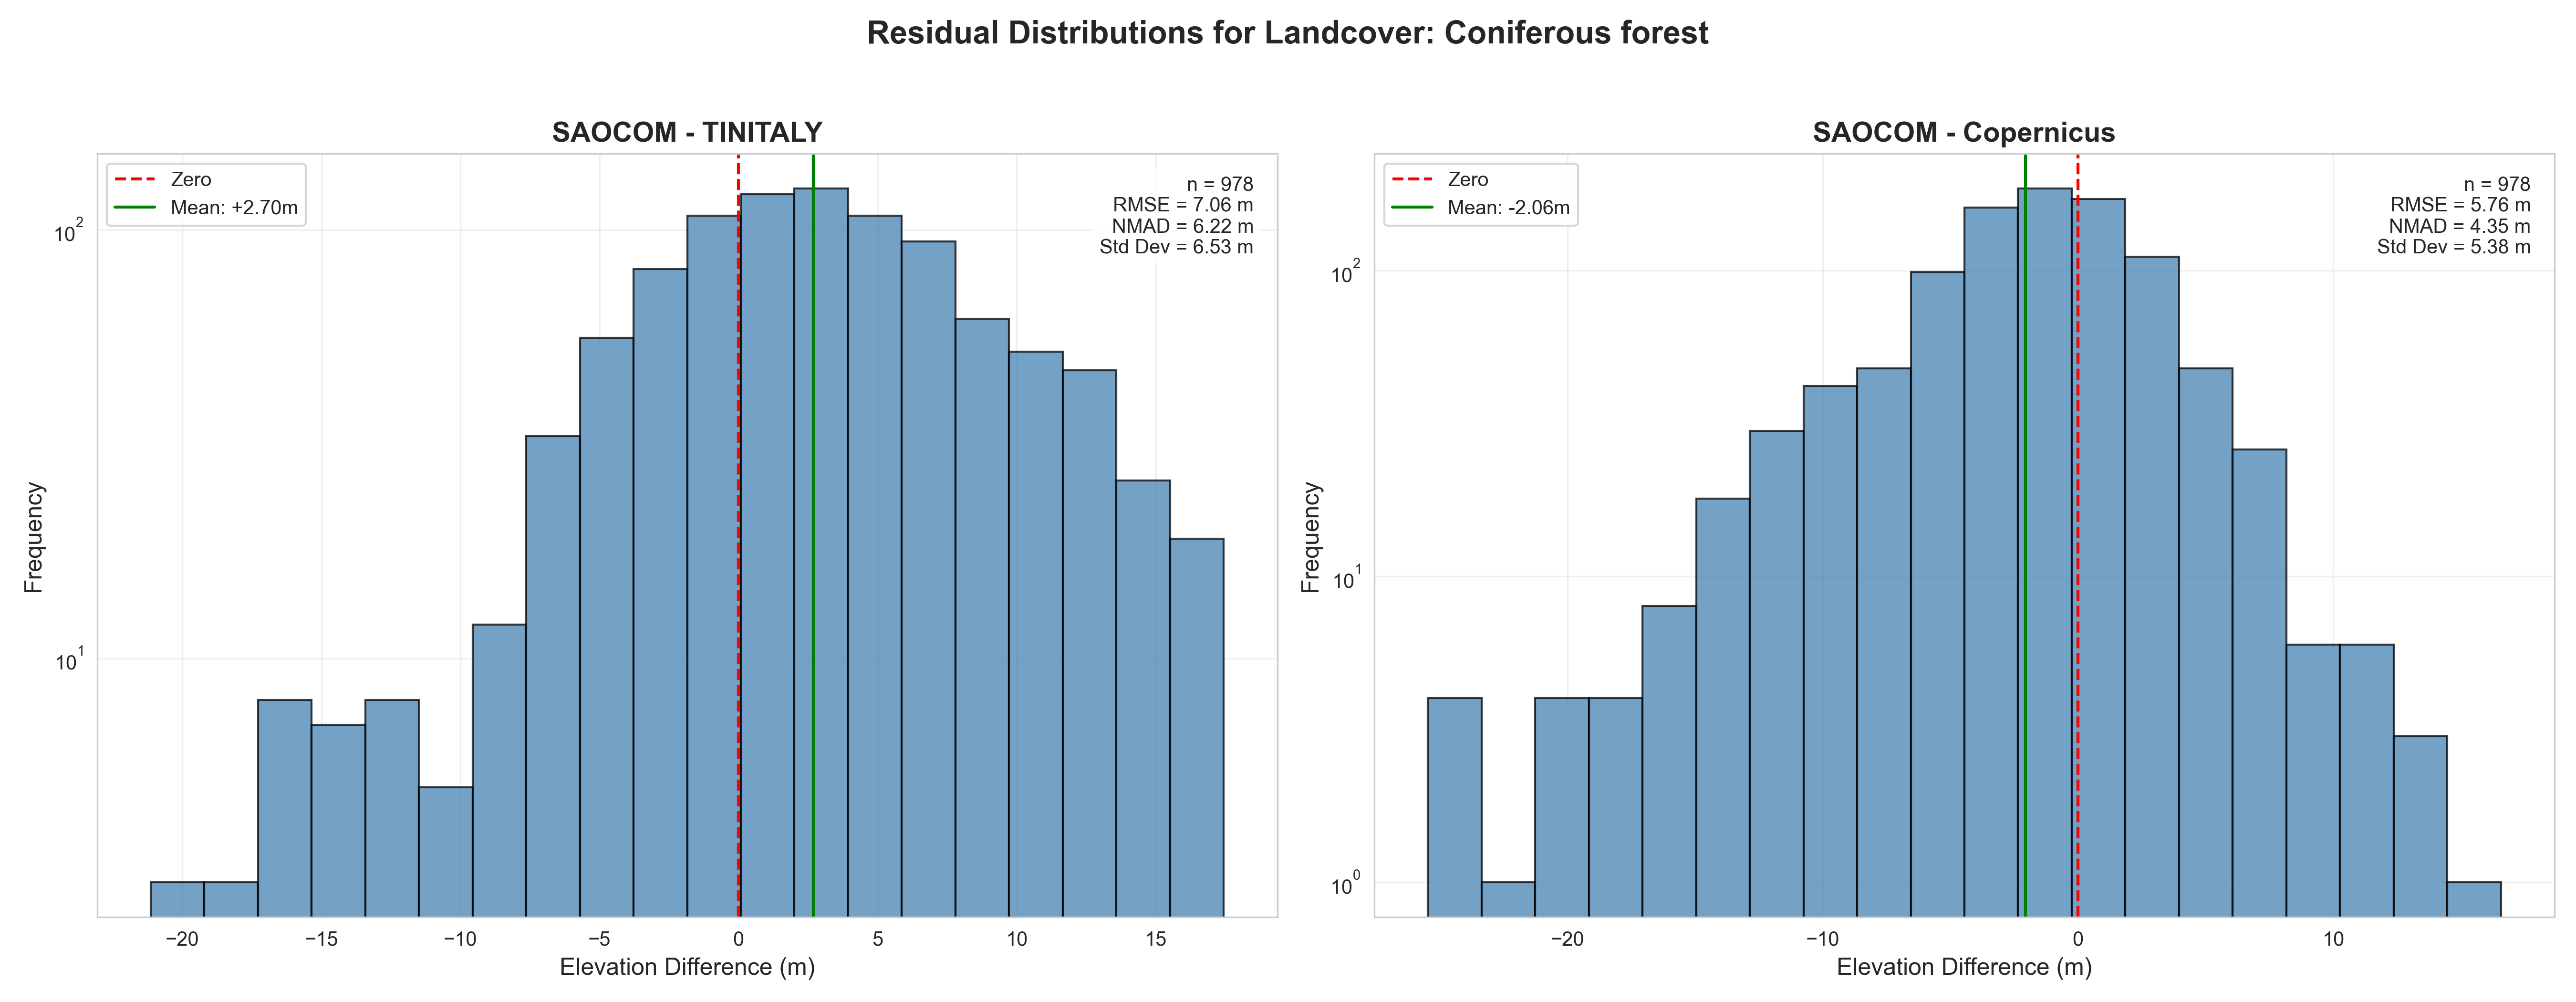 Residual Distributions for Landcover: Coniferous forest
SAOCOM - TINITALY
Zero
Mean: +2.70m
n = 978
RMSE = 7.06 m
NMAD = 6.22 m
Std Dev = 6.53 m
Frequency
10²
10¹
−20 −15 −10 −5 0 5 10 15
Elevation Difference (m)
SAOCOM - Copernicus
Zero
Mean: -2.06m
n = 978
RMSE = 5.76 m
NMAD = 4.35 m
Std Dev = 5.38 m
Frequency
10²
10¹
10⁰
−20 −10 0 10
Elevation Difference (m)